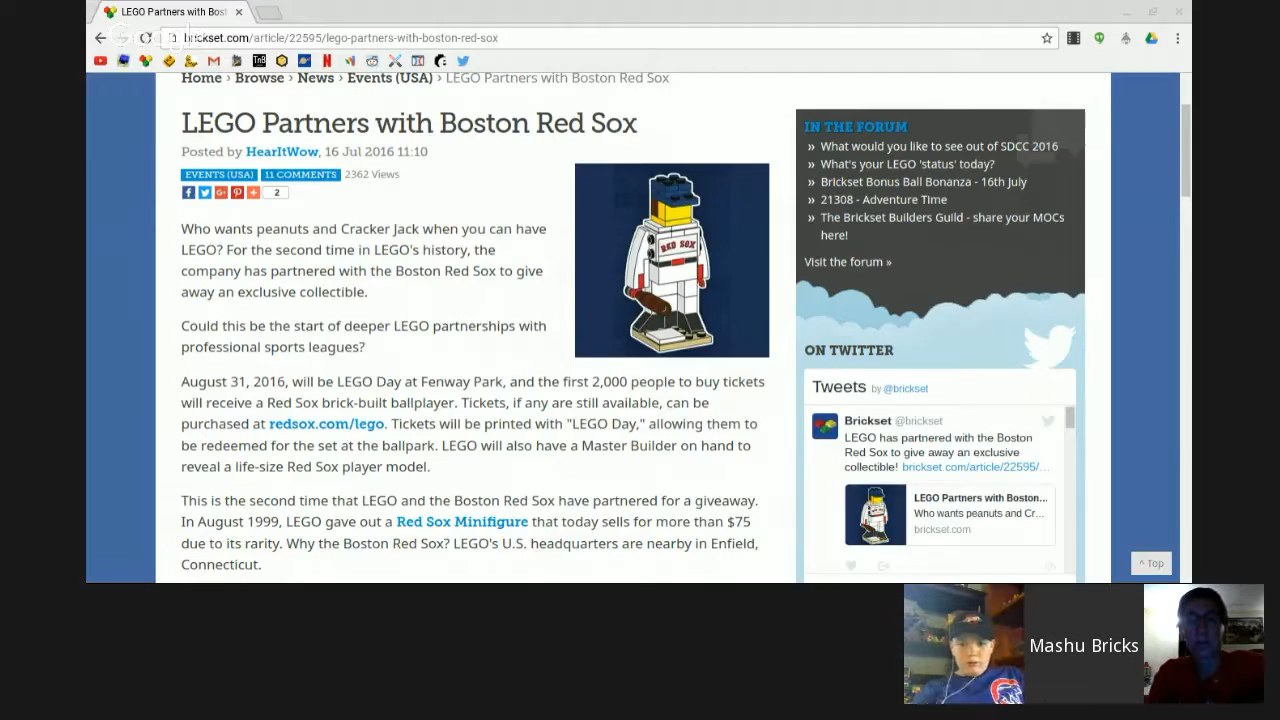 LEGO Partners with Bost
brickset.com/article/22595/lego-partners-with-boston-red-sox
Home › Browse › News › Events (USA) › LEGO Partners with Boston Red Sox
LEGO Partners with Boston Red Sox
Posted by HearItWow, 16 Jul 2016 11:10
EVENTS (USA) 11 COMMENTS 2362 Views
2
Who wants peanuts and Cracker Jack when you can have
LEGO? For the second time in LEGO's history, the
company has partnered with the Boston Red Sox to give
away an exclusive collectible.
Could this be the start of deeper LEGO partnerships with
professional sports leagues?
August 31, 2016, will be LEGO Day at Fenway Park, and the first 2,000 people to buy tickets
will receive a Red Sox brick-built ballplayer. Tickets, if any are still available, can be
purchased at redsox.com/lego. Tickets will be printed with "LEGO Day," allowing them to
be redeemed for the set at the ballpark. LEGO will also have a Master Builder on hand to
reveal a life-size Red Sox player model.
This is the second time that LEGO and the Boston Red Sox have partnered for a giveaway.
In August 1999, LEGO gave out a Red Sox Minifigure that today sells for more than $75
due to its rarity. Why the Boston Red Sox? LEGO's U.S. headquarters are nearby in Enfield,
Connecticut.
RED SOX
IN THE FORUM
» What would you like to see out of SDCC 2016
» What's your LEGO 'status' today?
» Brickset Bonus Ball Bonanza - 16th July
» 21308 - Adventure Time
» The Brickset Builders Guild - share your MOCs
here!
Visit the forum »
ON TWITTER
Tweets by @brickset
Brickset @brickset
LEGO has partnered with the Boston
Red Sox to give away an exclusive
collectible! brickset.com/article/22595/…
LEGO Partners with Boston...
Who wants peanuts and Cr...
brickset.com
^ Top
Mashu Bricks